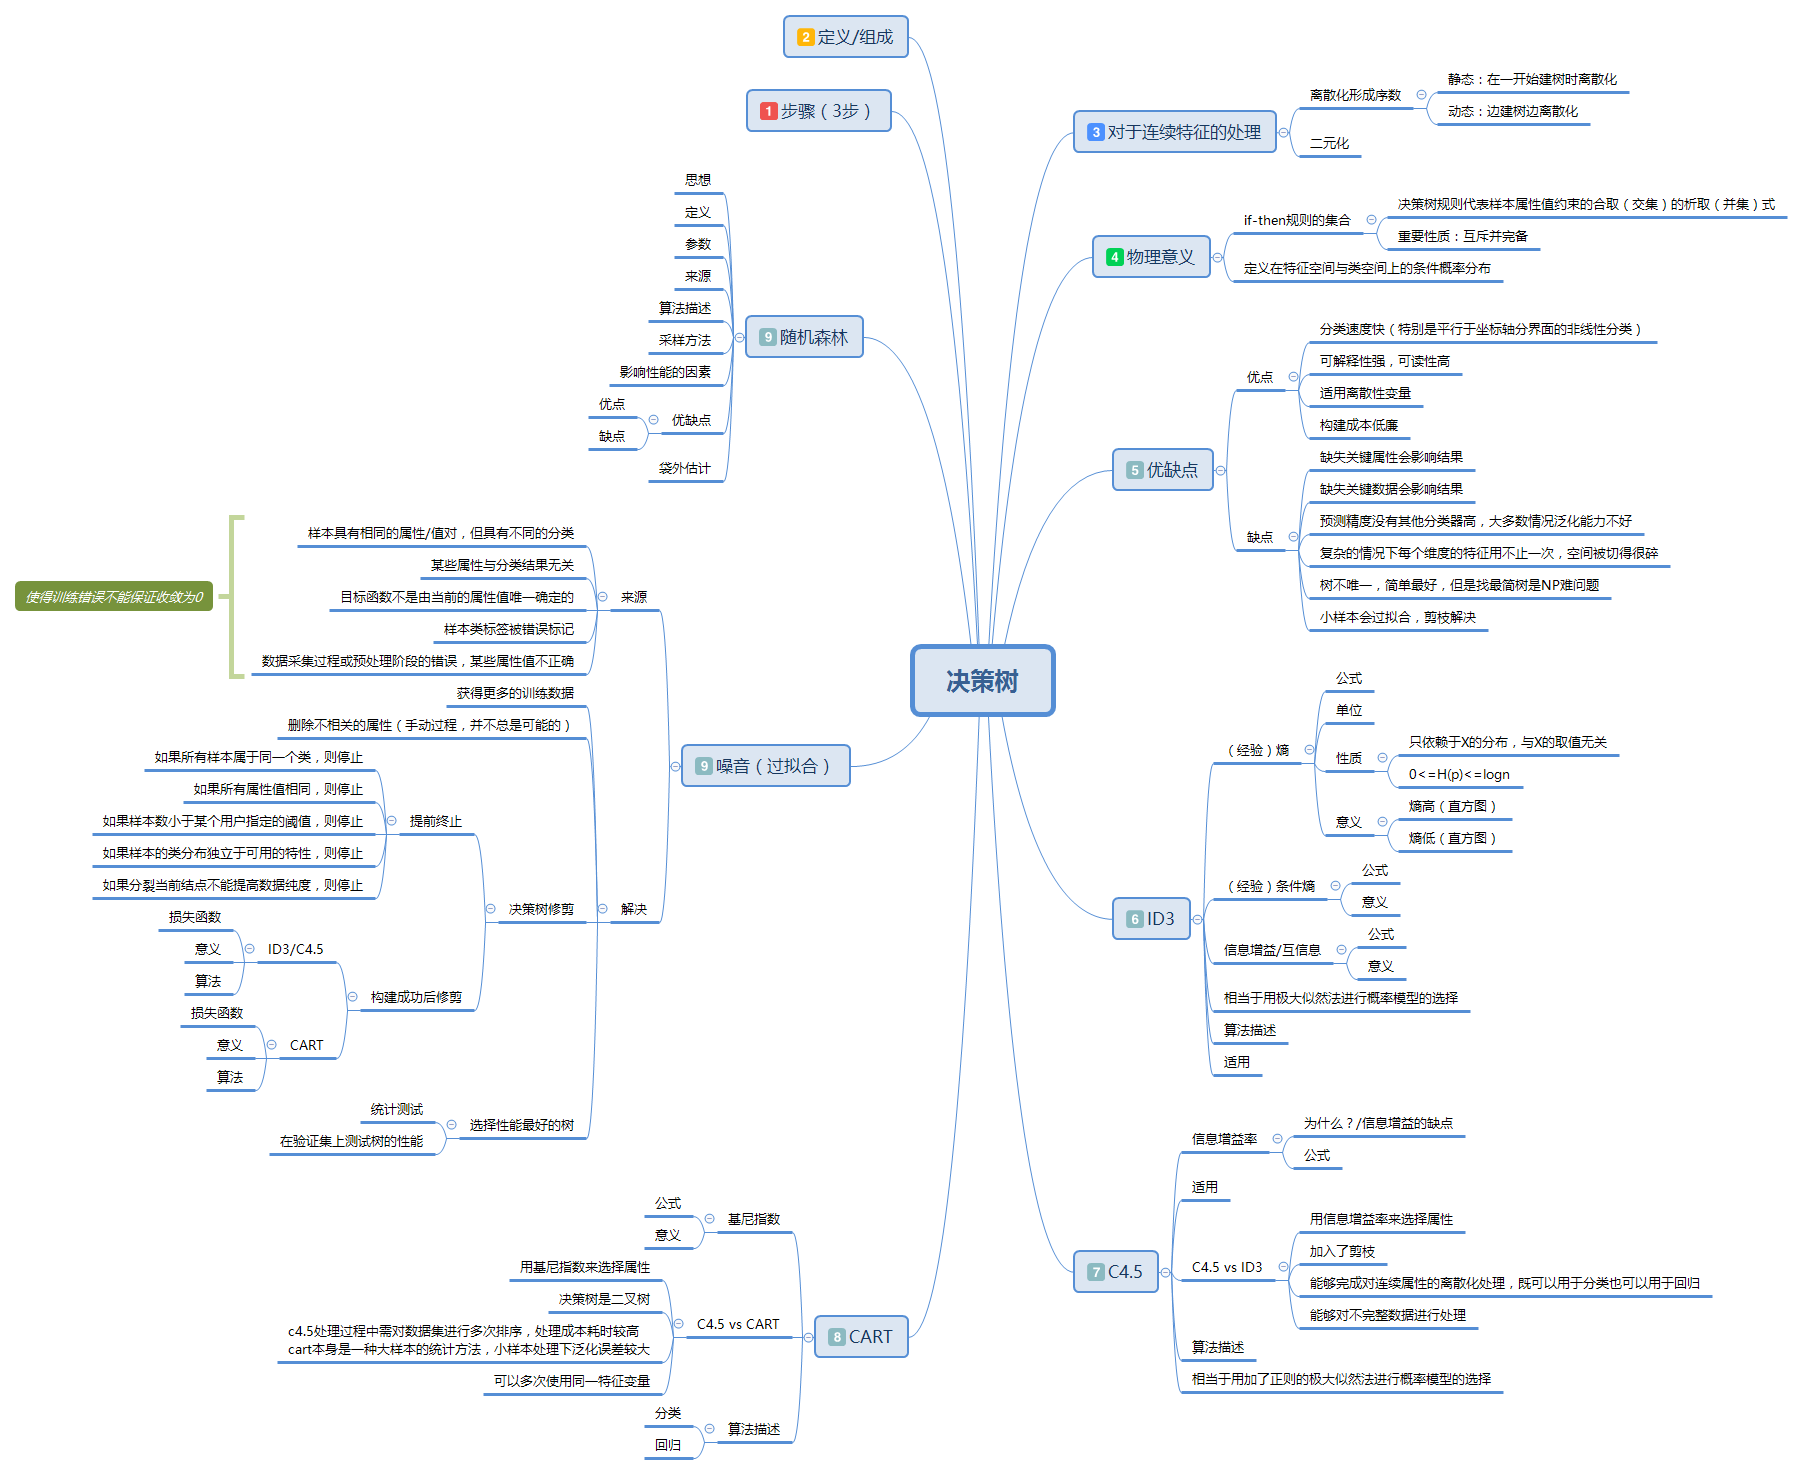 决策树
1 步骤（3步）
2 定义/组成
3 对于连续特征的处理
离散化形成序数
静态：在一开始建树时离散化
动态：边建树边离散化
二元化
4 物理意义
if-then规则的集合
决策树规则代表样本属性值约束的合取（交集）的析取（并集）式
重要性质：互斥并完备
定义在特征空间与类空间上的条件概率分布
5 优缺点
优点
分类速度快（特别是平行于坐标轴分界面的非线性分类）
可解释性强，可读性高
适用离散性变量
构建成本低廉
缺点
缺失关键属性会影响结果
缺失关键数据会影响结果
预测精度没有其他分类器高，大多数情况泛化能力不好
复杂的情况下每个维度的特征用不止一次，空间被切得很碎
树不唯一，简单最好，但是找最简树是NP难问题
小样本会过拟合，剪枝解决
6 ID3
（经验）熵
公式
单位
性质
只依赖于X的分布，与X的取值无关
0<=H(p)<=logn
意义
熵高（直方图）
熵低（直方图）
（经验）条件熵
公式
意义
信息增益/互信息
公式
意义
相当于用极大似然法进行概率模型的选择
算法描述
适用
7 C4.5
信息增益率
为什么？/信息增益的缺点
公式
适用
C4.5 vs ID3
用信息增益率来选择属性
加入了剪枝
能够完成对连续属性的离散化处理，既可以用于分类也可以用于回归
能够对不完整数据进行处理
算法描述
相当于用加了正则的极大似然法进行概率模型的选择
8 CART
基尼指数
公式
意义
C4.5 vs CART
用基尼指数来选择属性
决策树是二叉树
c4.5处理过程中需对数据集进行多次排序，处理成本耗时较高
cart本身是一种大样本的统计方法，小样本处理下泛化误差较大
可以多次使用同一特征变量
算法描述
分类
回归
9 噪音（过拟合）
来源
样本具有相同的属性/值对，但具有不同的分类
某些属性与分类结果无关
目标函数不是由当前的属性值唯一确定的
样本类标签被错误标记
数据采集过程或预处理阶段的错误，某些属性值不正确
使得训练错误不能保证收敛为0
解决
获得更多的训练数据
删除不相关的属性（手动过程，并不总是可能的）
决策树修剪
提前终止
如果所有样本属于同一个类，则停止
如果所有属性值相同，则停止
如果样本数小于某个用户指定的阈值，则停止
如果样本的类分布独立于可用的特性，则停止
如果分裂当前结点不能提高数据纯度，则停止
构建成功后修剪
ID3/C4.5
损失函数
意义
算法
CART
损失函数
意义
算法
选择性能最好的树
统计测试
在验证集上测试树的性能
9 随机森林
思想
定义
参数
来源
算法描述
采样方法
影响性能的因素
优缺点
优点
缺点
袋外估计